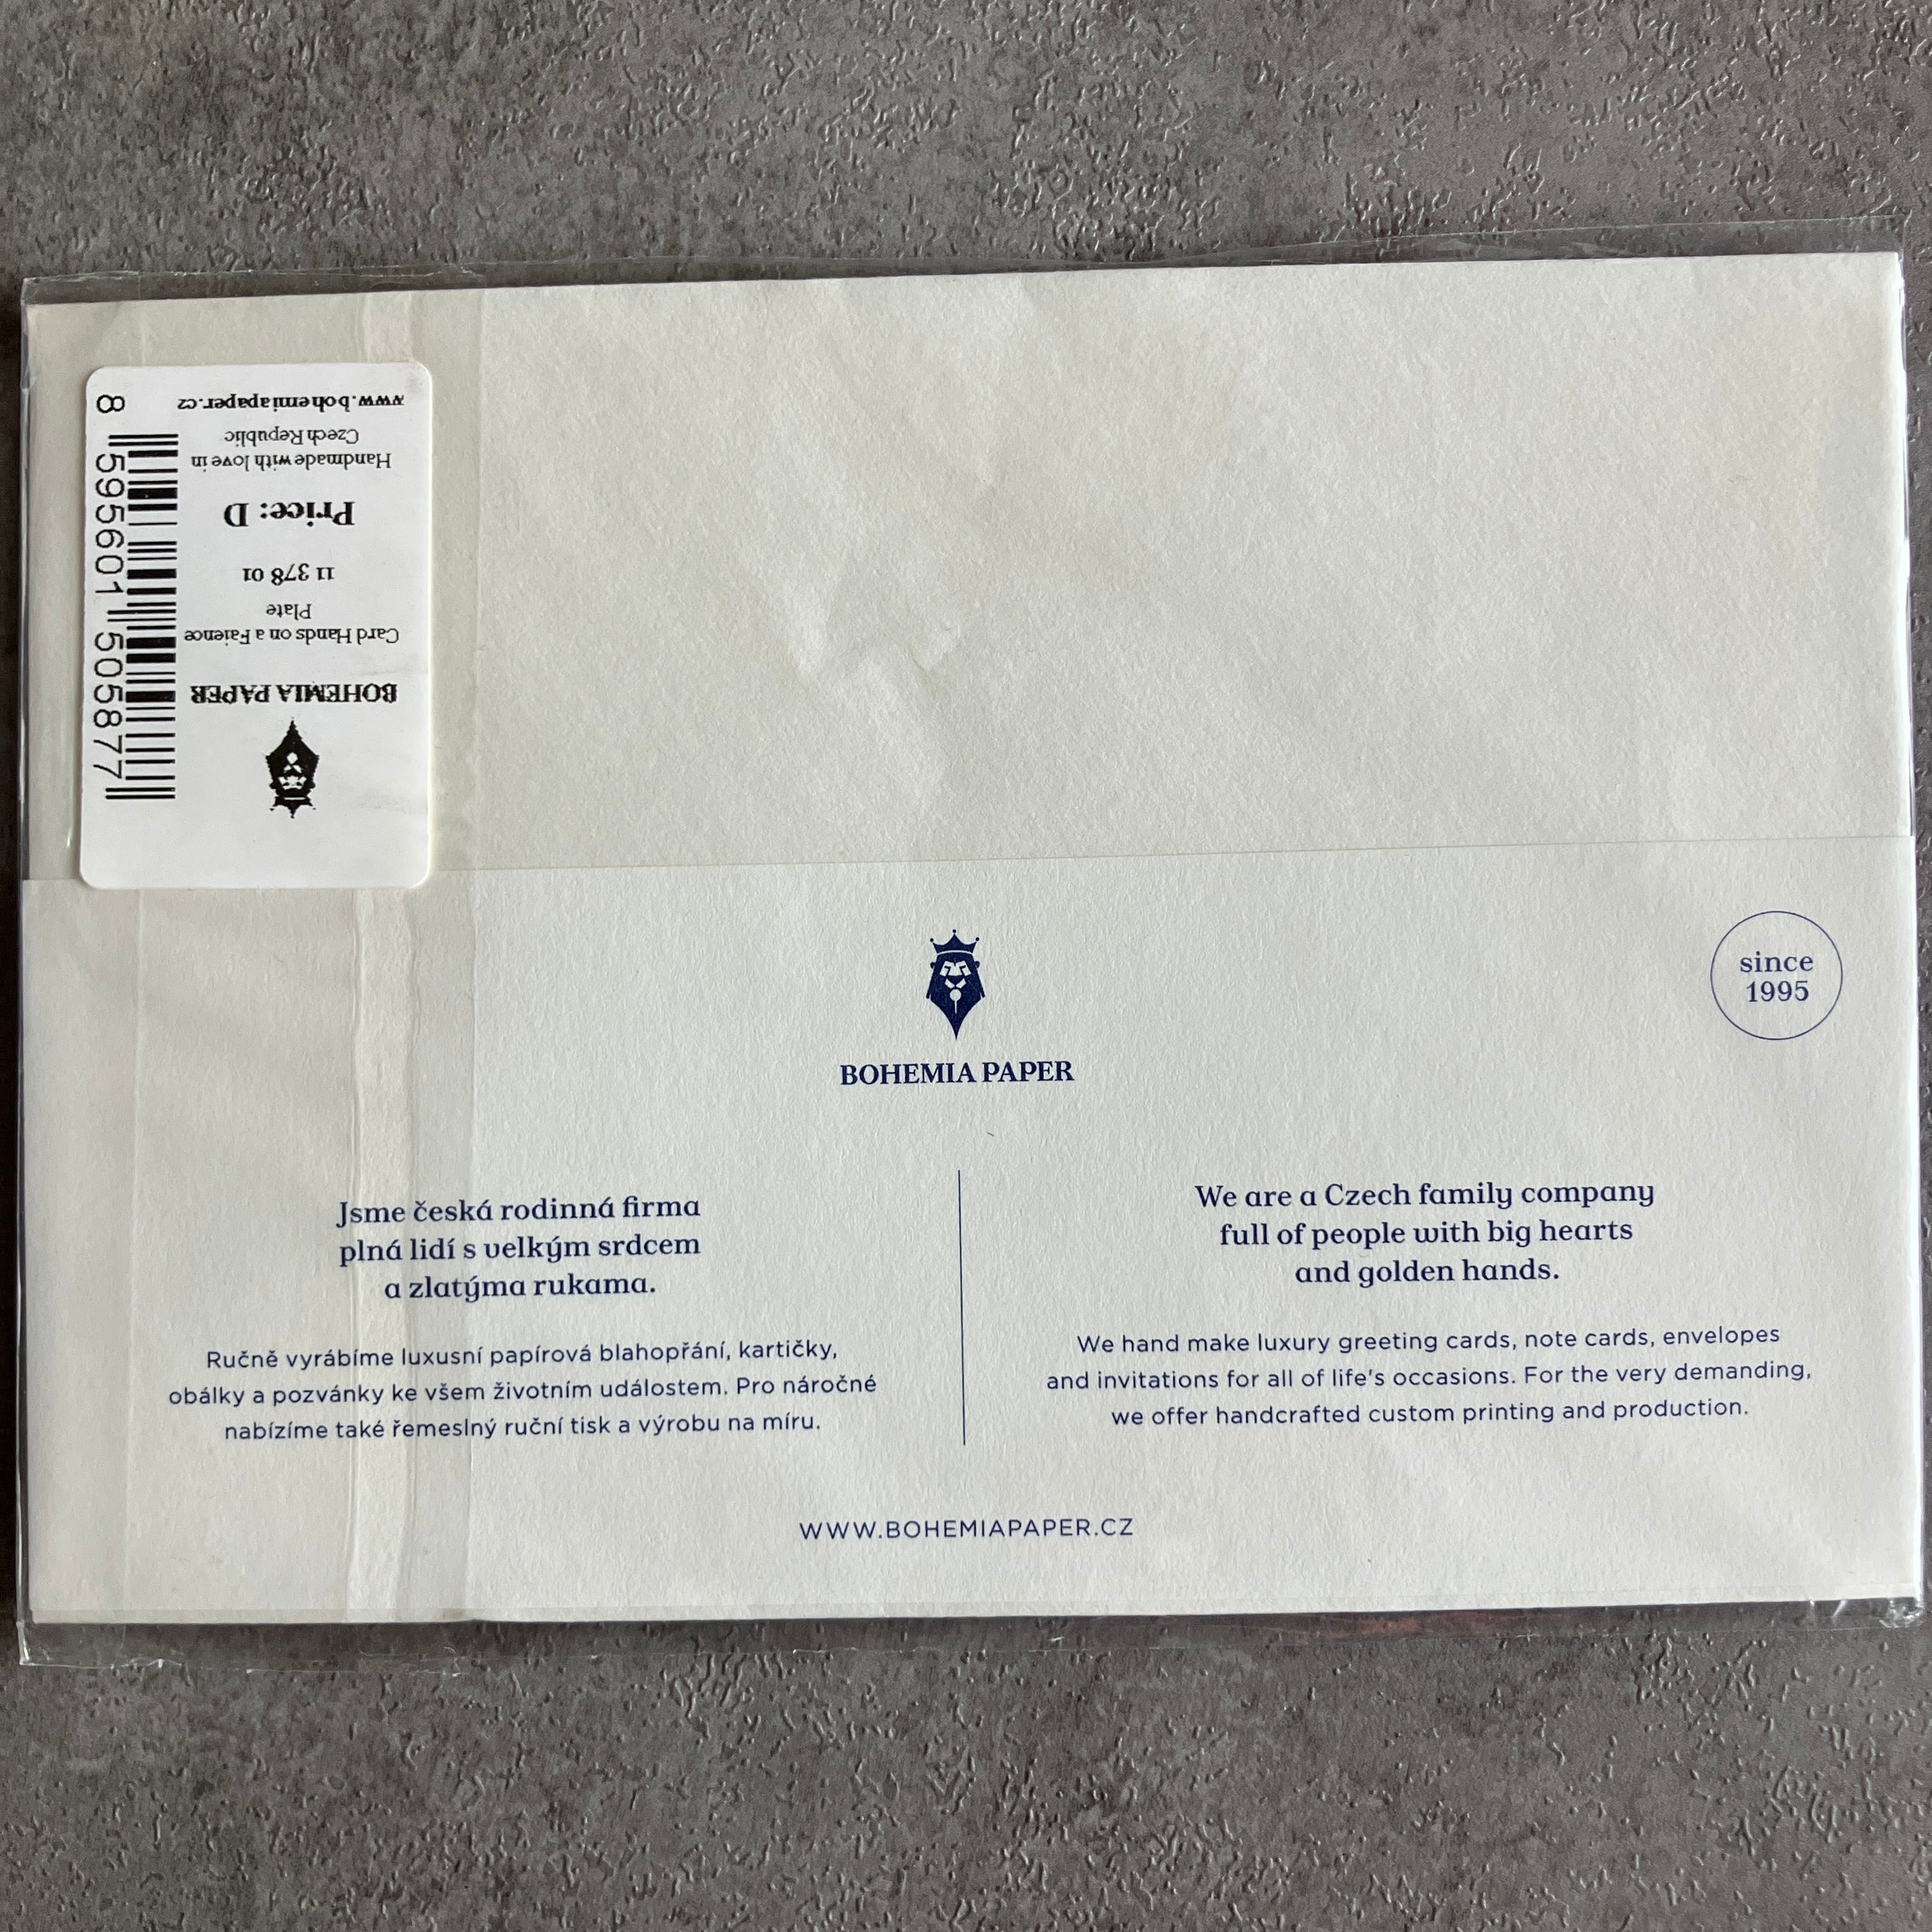 BOHEMIA PAPER
Card Hands on a Faience
Plate
11 378 01
Price: D
Handmade with love in
Czech Republic
www.bohemiapaper.cz
8 595601 505877
BOHEMIA PAPER
since
1995
Jsme česká rodinná firma
plná lidí s velkým srdcem
a zlatýma rukama.
Ručně vyrábíme luxusní papírová blahopřání, kartičky,
obálky a pozvánky ke všem životním událostem. Pro náročné
nabízíme také řemeslný ruční tisk a výrobu na míru.
We are a Czech family company
full of people with big hearts
and golden hands.
We hand make luxury greeting cards, note cards, envelopes
and invitations for all of life's occasions. For the very demanding,
we offer handcrafted custom printing and production.
WWW.BOHEMIAPAPER.CZ